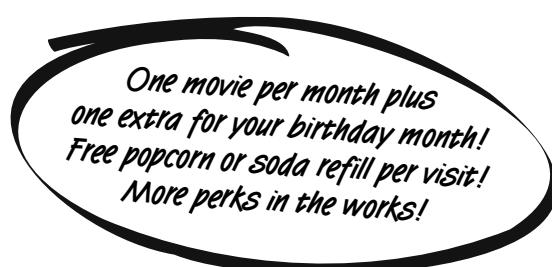 One movie per month plus
one extra for your birthday month!
Free popcorn or soda refill per visit!
More perks in the works!